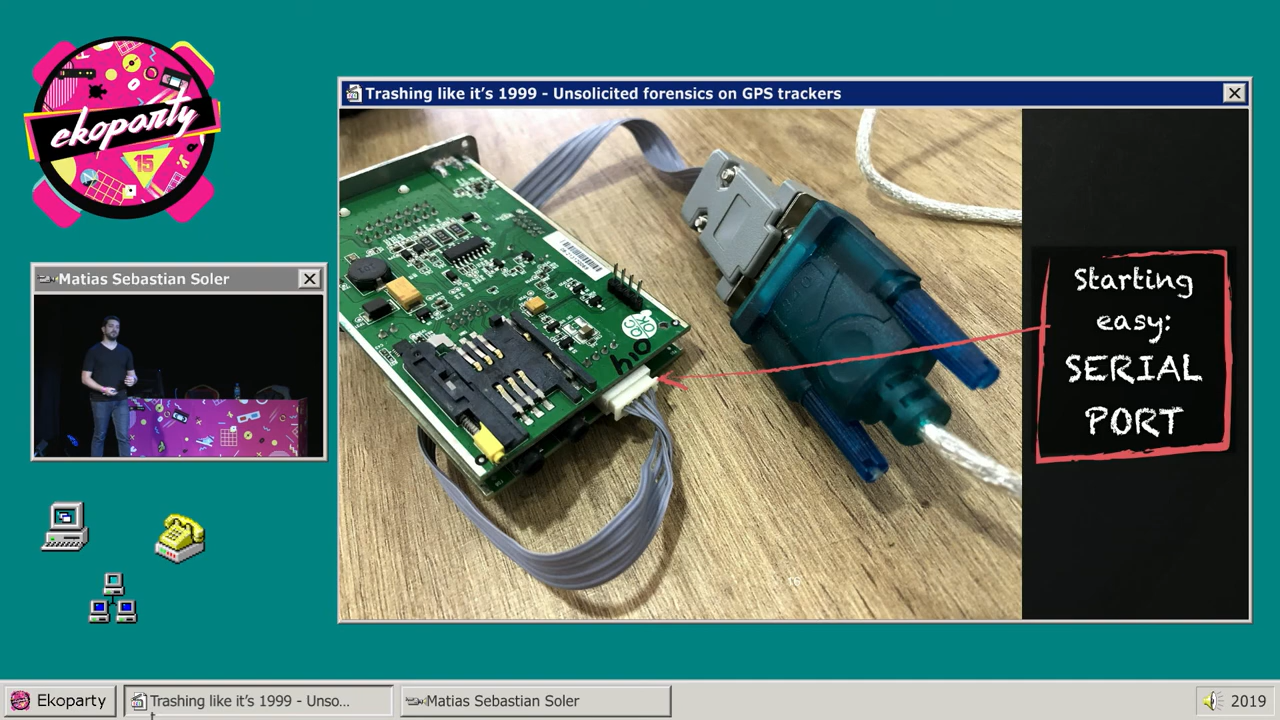 ekoparty
15
Trashing like it's 1999 - Unsolicited forensics on GPS trackers
Matias Sebastian Soler
Starting
easy:
SERIAL
PORT
Ekoparty
Trashing like it's 1999 - Unso...
Matias Sebastian Soler
2019